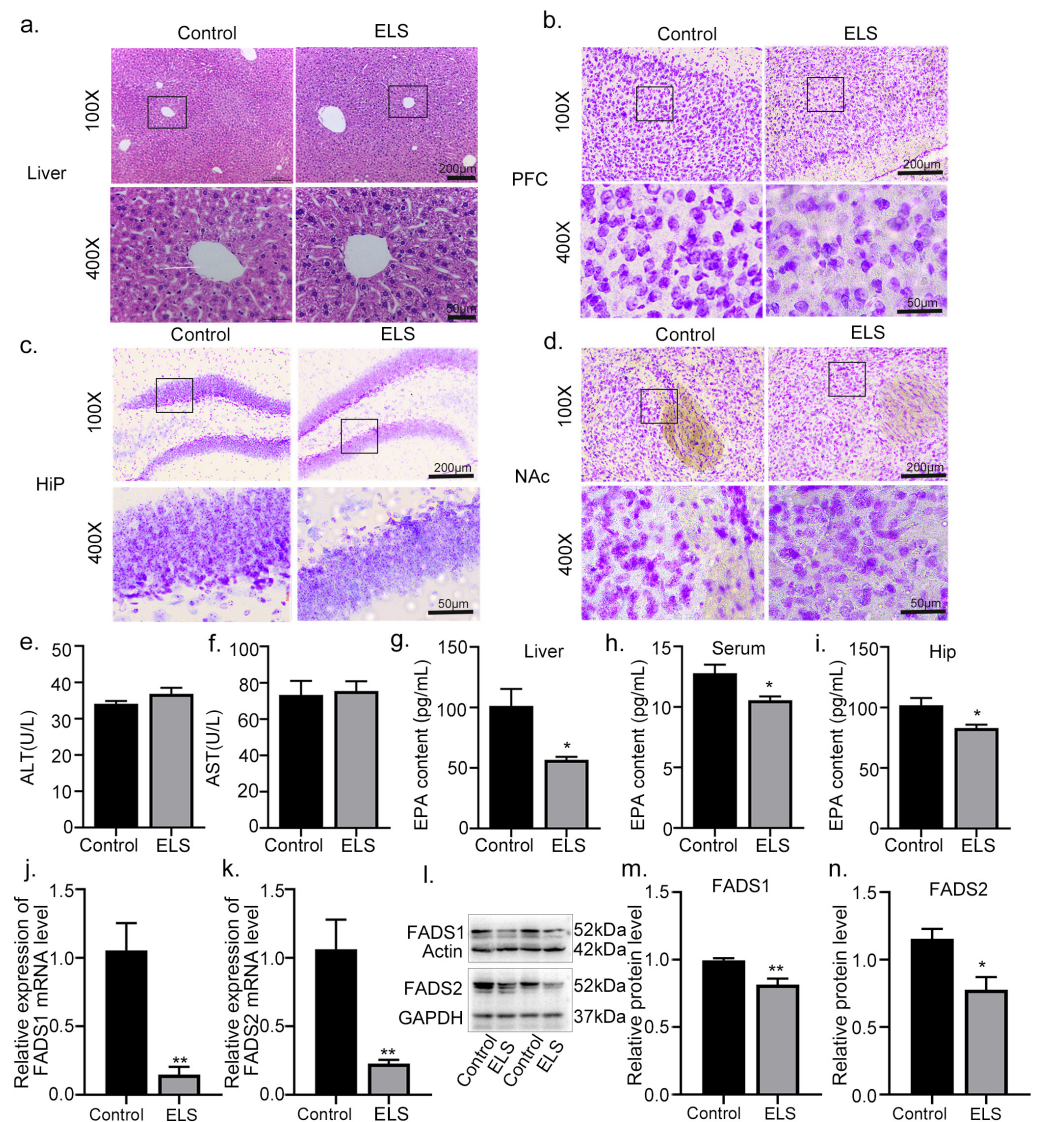 a.
Control
ELS
100X
200μm
Liver
400X
50μm
b.
Control
ELS
100X
200μm
PFC
400X
50μm
c.
Control
ELS
100X
200μm
HiP
400X
50μm
d.
Control
ELS
100X
200μm
NAc
400X
50μm
e.
ALT(U/L)
50
40
30
20
10
0
Control
ELS
f.
AST(U/L)
100
80
60
40
20
0
Control
ELS
g.
Liver
EPA content (pg/mL)
150
100
50
0
*
Control
ELS
h.
Serum
EPA content (pg/mL)
15
10
5
0
*
Control
ELS
i.
Hip
EPA content (pg/mL)
150
100
50
0
*
Control
ELS
j.
Relative expression of
FADS1 mRNA level
1.5
1.0
0.5
0.0
**
Control
ELS
k.
Relative expression of
FADS2 mRNA level
1.5
1.0
0.5
0.0
**
Control
ELS
l.
FADS1 52kDa
Actin 42kDa
FADS2 52kDa
GAPDH 37kDa
Control
ELS
Control
ELS
m.
FADS1
Relative protein level
1.5
1.0
0.5
0.0
**
Control
ELS
n.
FADS2
Relative protein level
1.5
1.0
0.5
0.0
*
Control
ELS